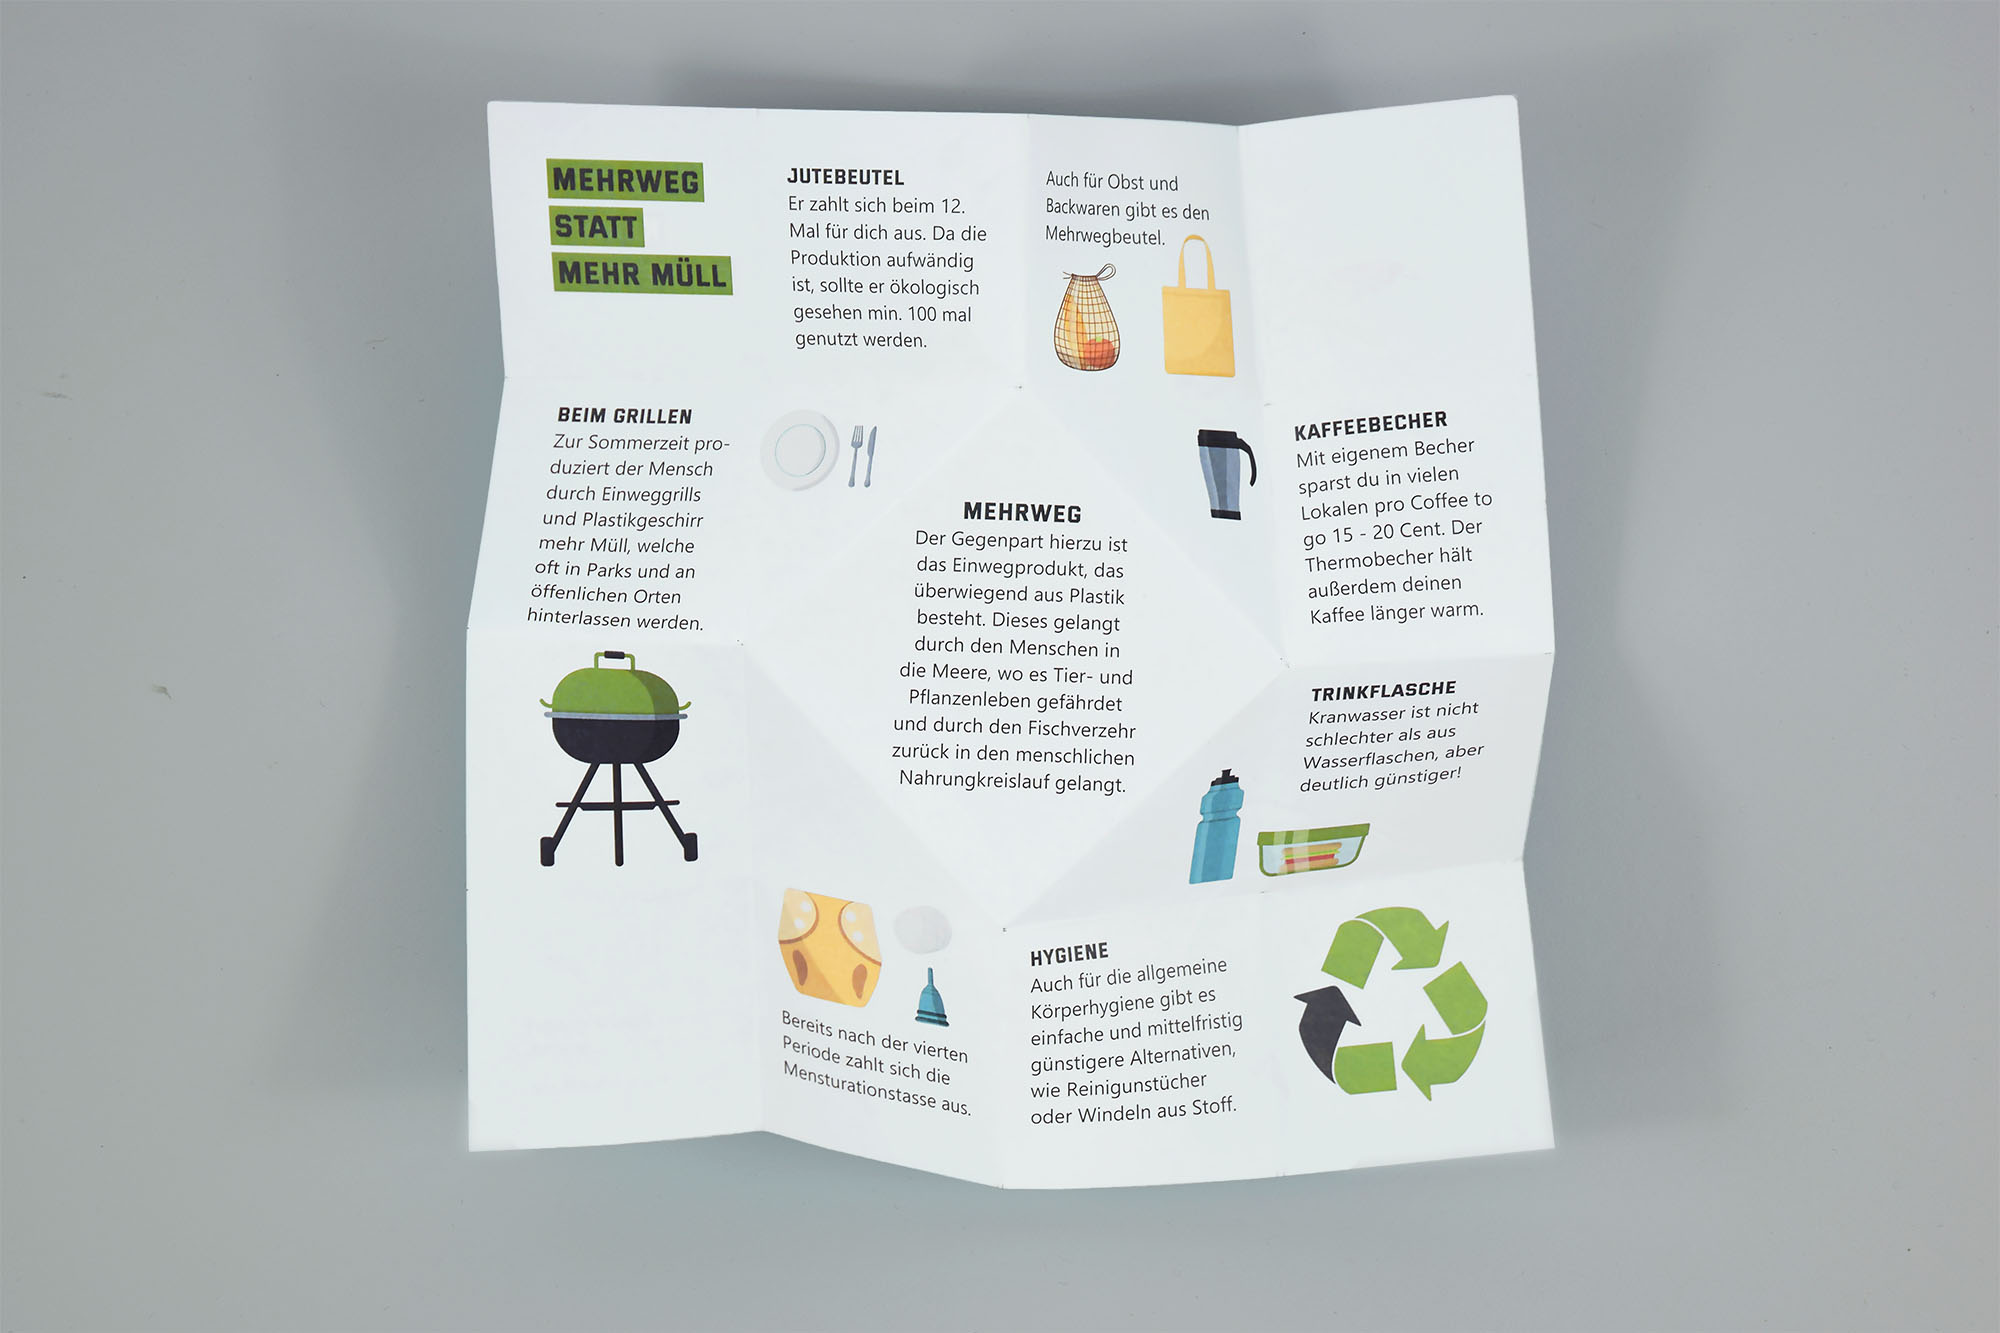 MEHRWEG
STATT
MEHR MÜLL
JUTEBEUTEL
Er zahlt sich beim 12.
Mal für dich aus. Da die
Produktion aufwändig
ist, sollte er ökologisch
gesehen min. 100 mal
genutzt werden.
Auch für Obst und
Backwaren gibt es den
Mehrwegbeutel.
BEIM GRILLEN
Zur Sommerzeit pro-
duziert der Mensch
durch Einweggrills
und Plastikgeschirr
mehr Müll, welche
oft in Parks und an
öffenlichen Orten
hinterlassen werden.
MEHRWEG
Der Gegenpart hierzu ist
das Einwegprodukt, das
überwiegend aus Plastik
besteht. Dieses gelangt
durch den Menschen in
die Meere, wo es Tier- und
Pflanzenleben gefährdet
und durch den Fischverzehr
zurück in den menschlichen
Nahrungkreislauf gelangt.
KAFFEEBECHER
Mit eigenem Becher
sparst du in vielen
Lokalen pro Coffee to
go 15 - 20 Cent. Der
Thermobecher hält
außerdem deinen
Kaffee länger warm.
TRINKFLASCHE
Kranwasser ist nicht
schlechter als aus
Wasserflaschen, aber
deutlich günstiger!
Bereits nach der vierten
Periode zahlt sich die
Mensturationstasse aus.
HYGIENE
Auch für die allgemeine
Körperhygiene gibt es
einfache und mittelfristig
günstigere Alternativen,
wie Reinigunstücher
oder Windeln aus Stoff.